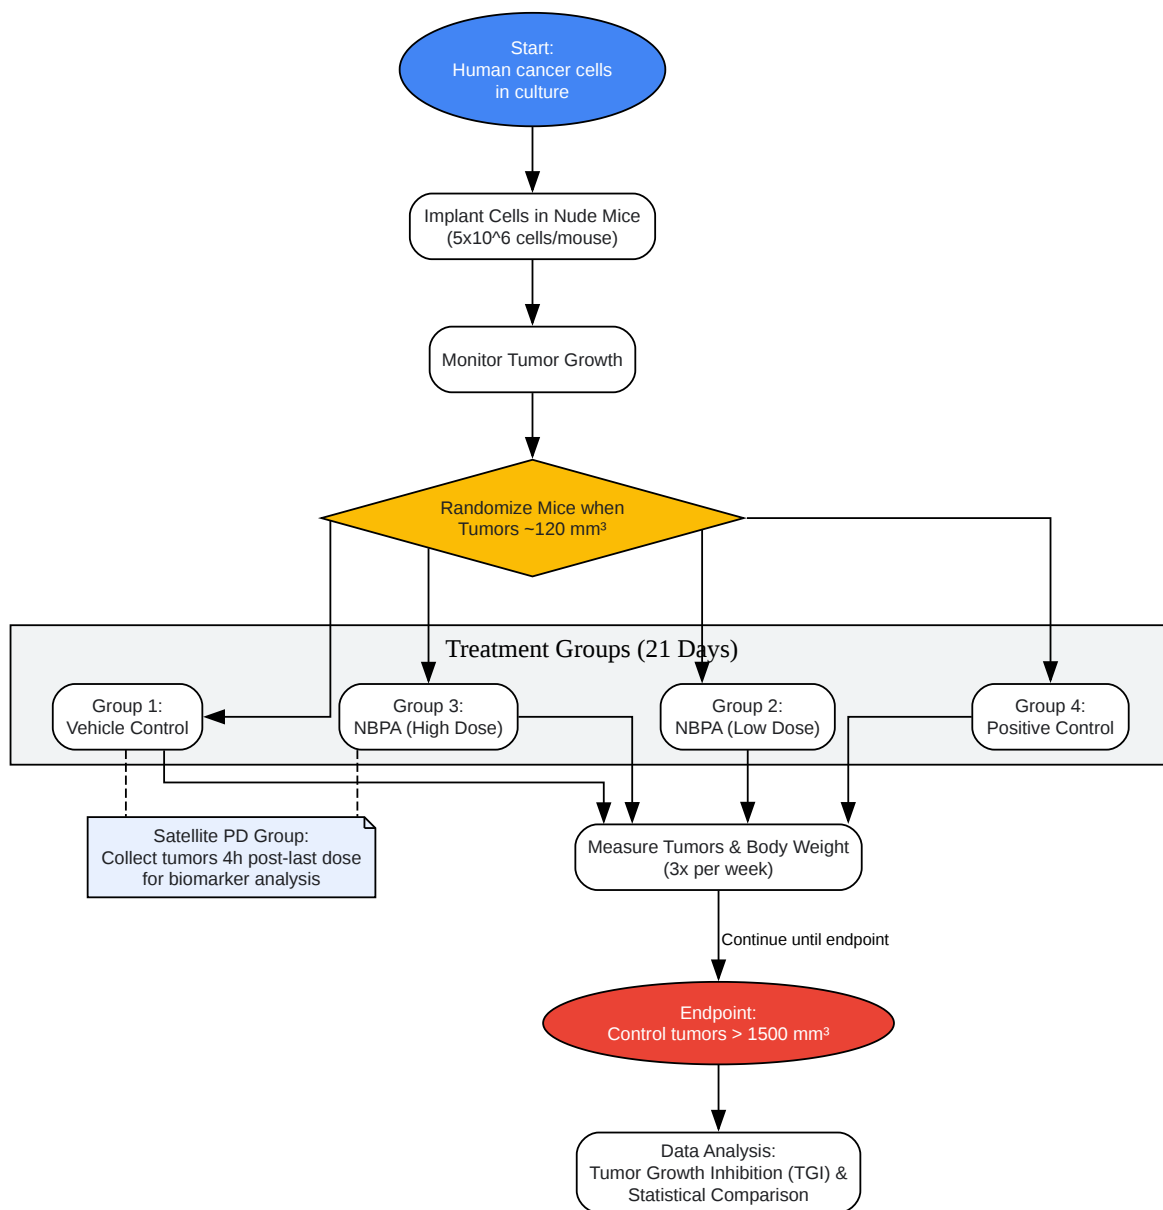 Start:
Human cancer cells
in culture
Implant Cells in Nude Mice
(5x10^6 cells/mouse)
Monitor Tumor Growth
Randomize Mice when
Tumors ~120 mm³
Treatment Groups (21 Days)
Group 1:
Vehicle Control
Group 3:
NBPA (High Dose)
Group 2:
NBPA (Low Dose)
Group 4:
Positive Control
Satellite PD Group:
Collect tumors 4h post-last dose
for biomarker analysis
Measure Tumors & Body Weight
(3x per week)
Continue until endpoint
Endpoint:
Control tumors > 1500 mm³
Data Analysis:
Tumor Growth Inhibition (TGI) &
Statistical Comparison